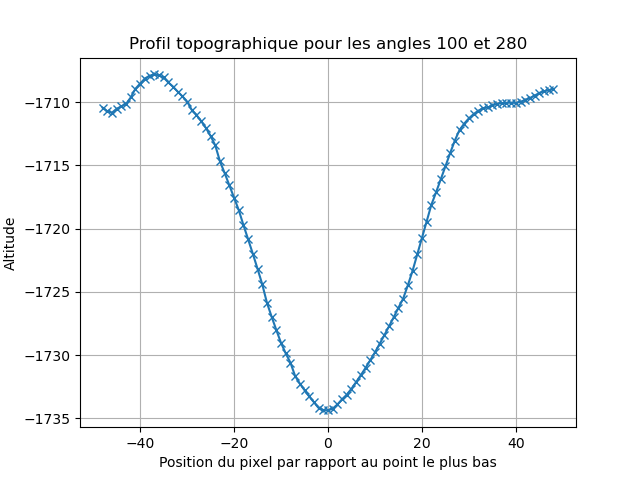 Profil topographique pour les angles 100 et 280
Altitude
−1710
−1715
−1720
−1725
−1730
−1735
−40 −20 0 20 40
Position du pixel par rapport au point le plus bas